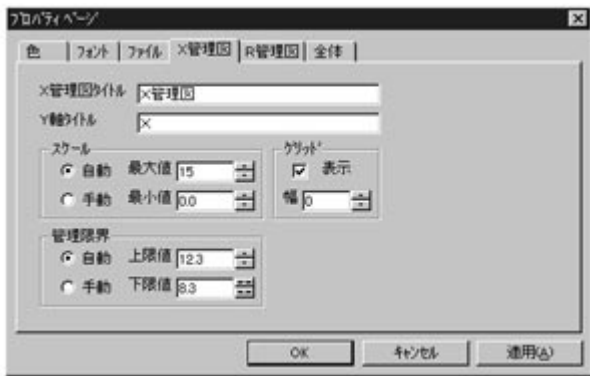 ﾌﾟﾛﾊﾟﾃｨ ﾍﾟｰｼﾞ
色 ﾌｫﾝﾄ ﾌｧｲﾙ X管理図 R管理図 全体
X管理図ﾀｲﾄﾙ X管理図
Y軸ﾀｲﾄﾙ X
スケール
自動 最大値 15
手動 最小値 0.0
ｸﾞﾘｯﾄﾞ
表示
幅 0
管理限界
自動 上限値 12.3
手動 下限値 8.3
OK ｷｬﾝｾﾙ 適用(A)